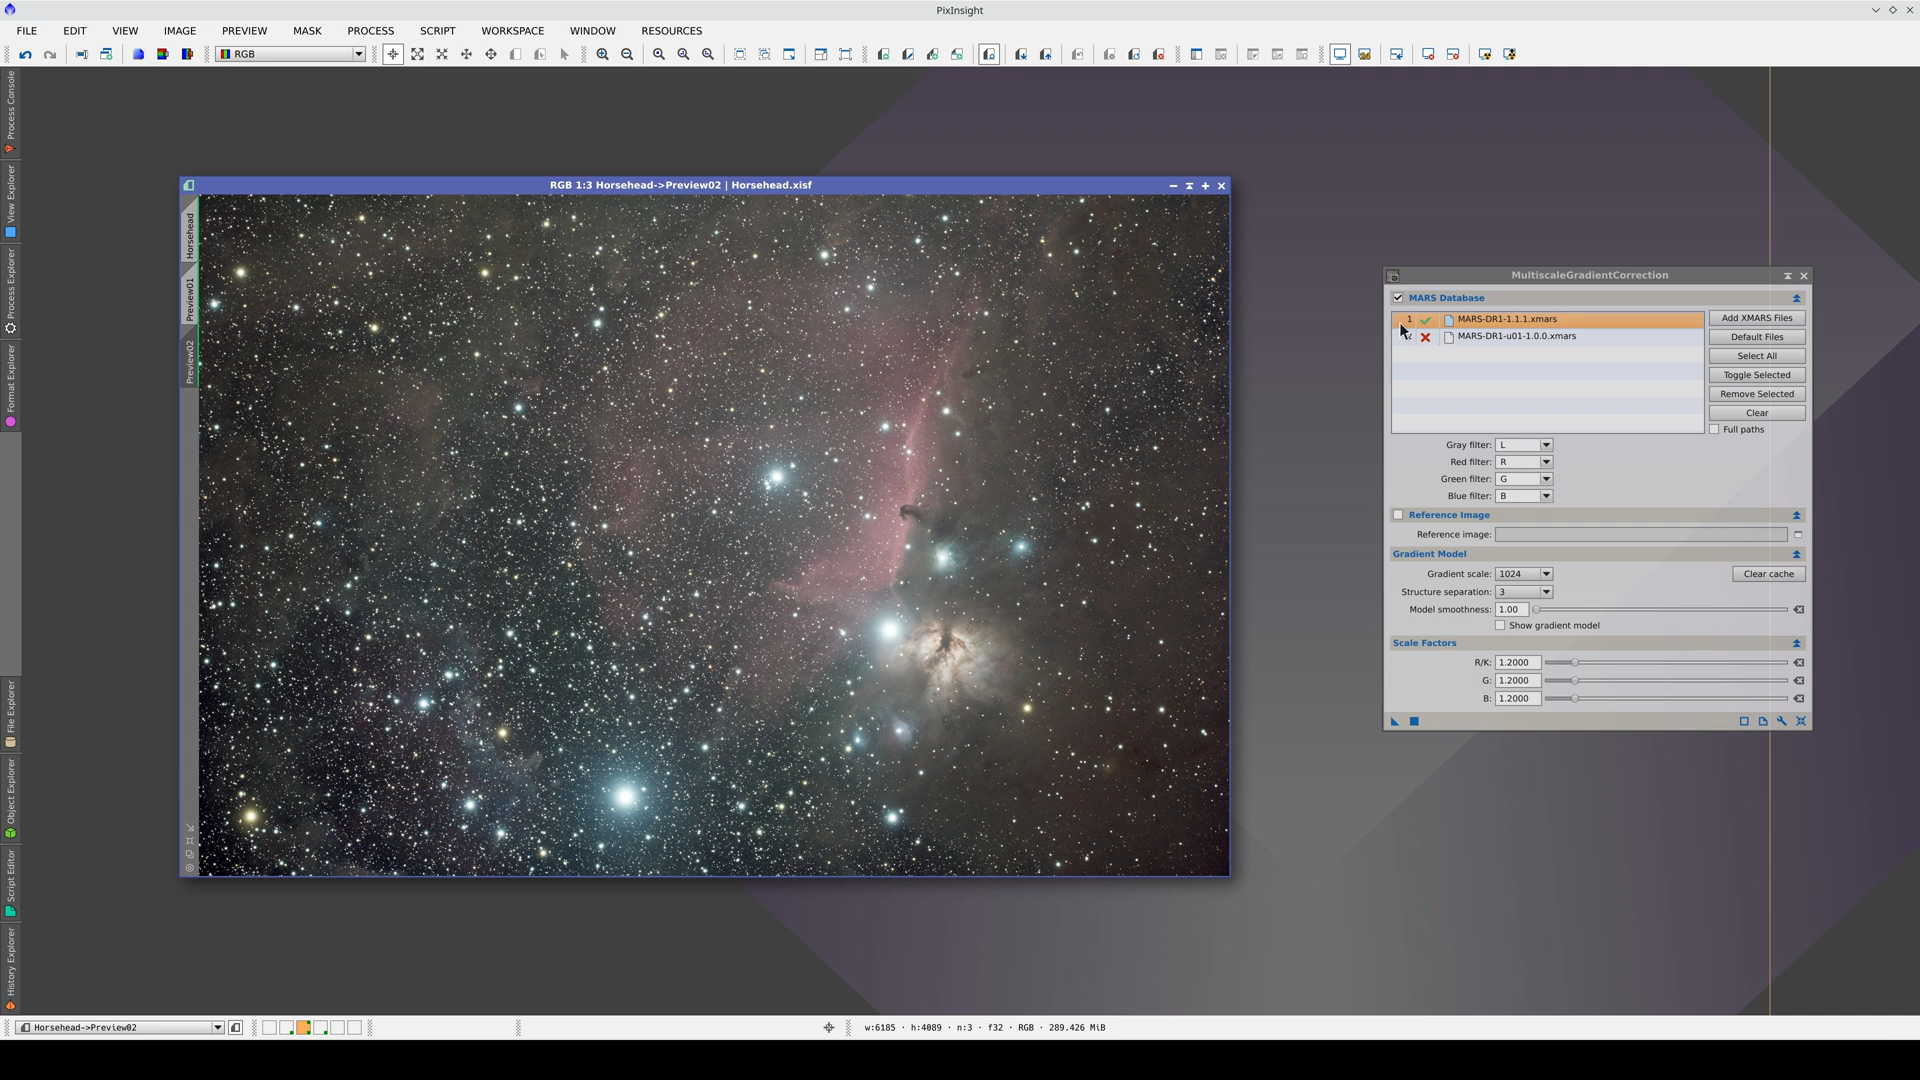 PixInsight
FILE EDIT VIEW IMAGE PREVIEW MASK PROCESS SCRIPT WORKSPACE WINDOW RESOURCES
RGB
Process Console
View Explorer
Process Explorer
Format Explorer
File Explorer
Object Explorer
Script Editor
History Explorer
RGB 1:3 Horsehead->Preview02 | Horsehead.xisf
Horsehead
Preview01
Preview02
MultiscaleGradientCorrection
MARS Database
1 MARS-DR1-1.1.1.xmars
MARS-DR1-u01-1.0.0.xmars
Add XMARS Files
Default Files
Select All
Toggle Selected
Remove Selected
Clear
Full paths
Gray filter: L
Red filter: R
Green filter: G
Blue filter: B
Reference Image
Reference image:
Gradient Model
Gradient scale: 1024 Clear cache
Structure separation: 3
Model smoothness: 1.00
Show gradient model
Scale Factors
R/K: 1.2000
G: 1.2000
B: 1.2000
Horsehead->Preview02
w:6185 · h:4089 · n:3 · f32 · RGB · 289.426 MiB